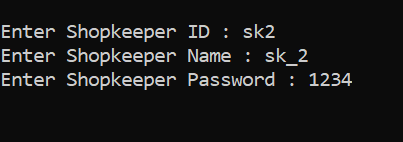 Enter Shopkeeper ID : sk2
Enter Shopkeeper Name : sk_2
Enter Shopkeeper Password : 1234